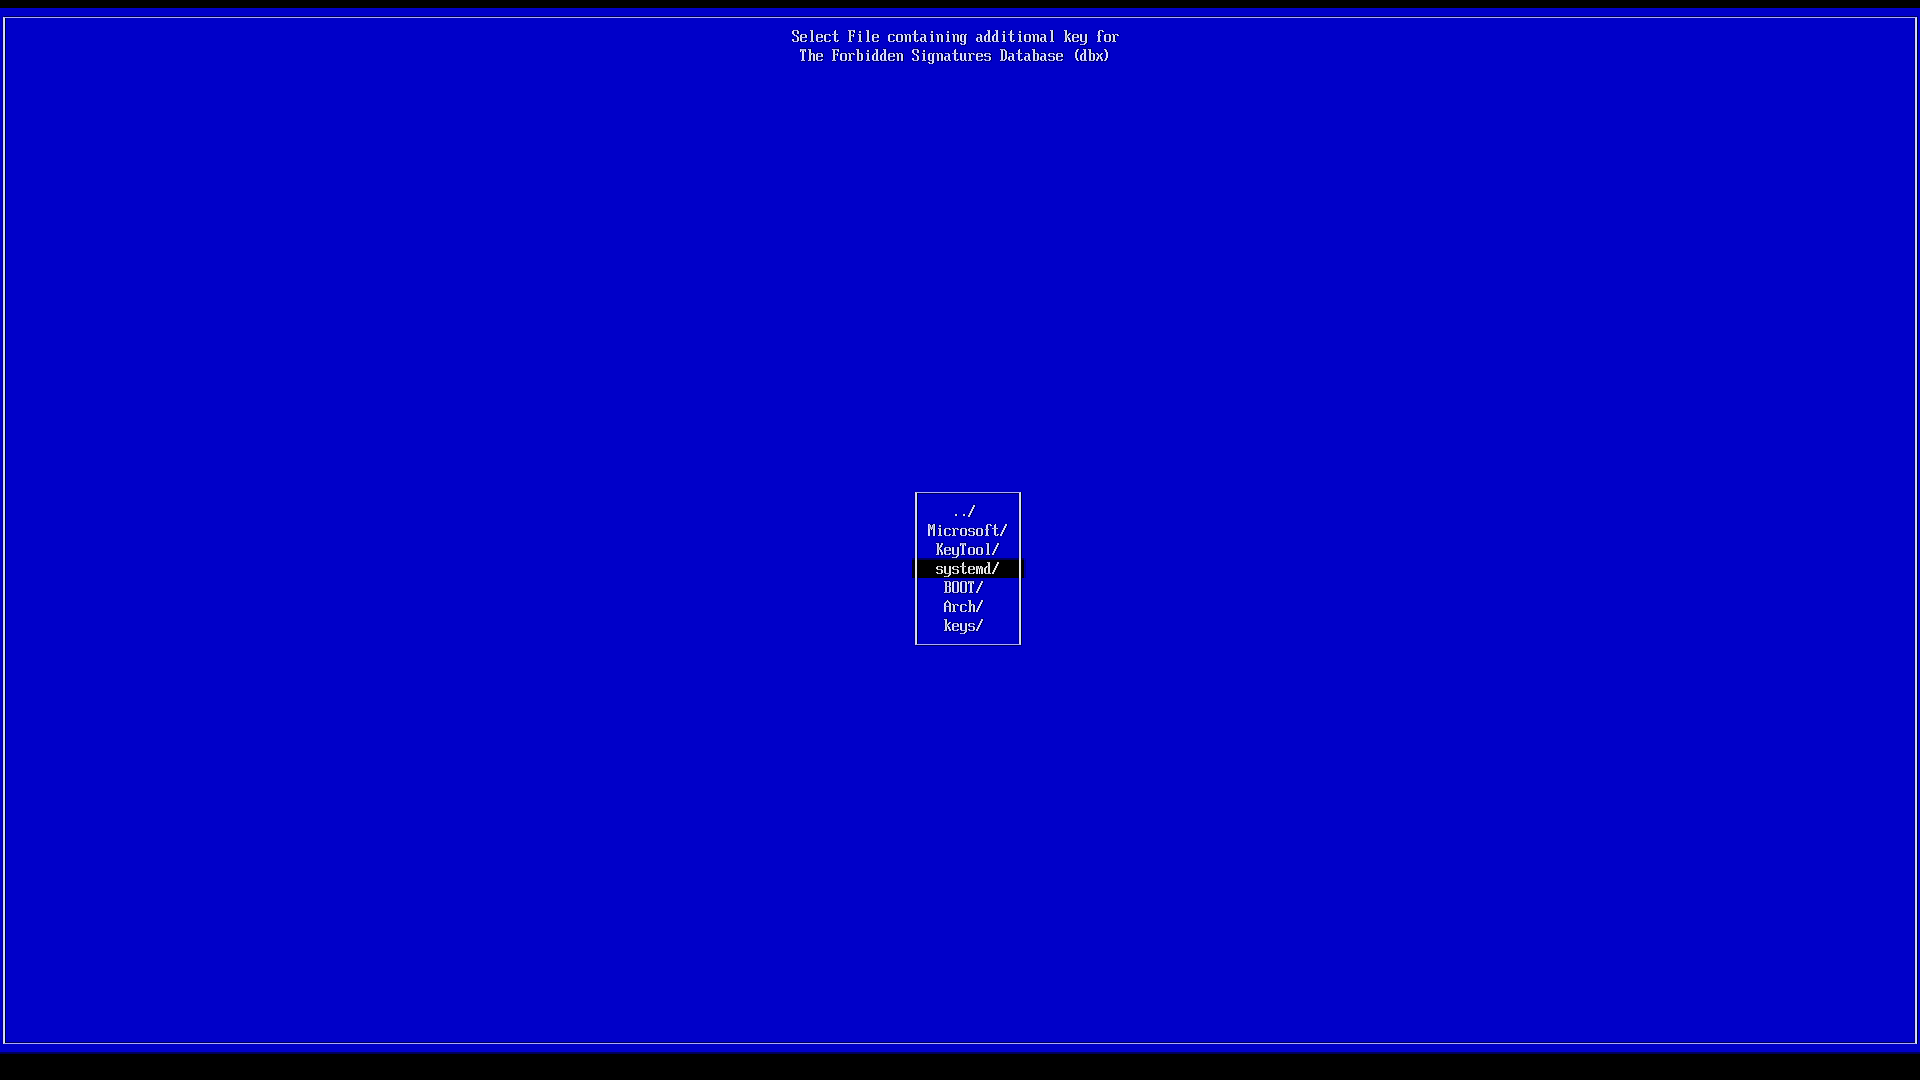 Select File containing additional key for
The Forbidden Signatures Database (dbx)
../
Microsoft/
KeyTool/
systemd/
BOOT/
Arch/
keys/